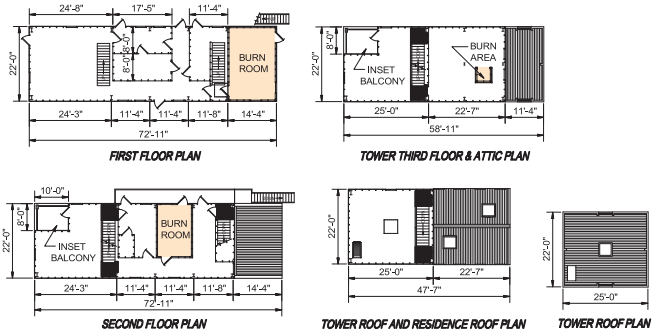 24'-8" 17'-5" 11'-4"
22'-0"
8'-0" 8'-0"
BURN
ROOM
24'-3" 11'-4" 11'-4" 11'-8" 14'-4"
72'-11"
FIRST FLOOR PLAN
8'-0"
22'-0"
INSET
BALCONY
BURN
AREA
25'-0" 22'-7" 11'-4"
58'-11"
TOWER THIRD FLOOR & ATTIC PLAN
10'-0"
8'-0"
22'-0"
INSET
BALCONY
BURN
ROOM
24'-3" 11'-4" 11'-4" 11'-8" 14'-4"
72'-11"
SECOND FLOOR PLAN
22'-0"
25'-0" 22'-7"
47'-7"
TOWER ROOF AND RESIDENCE ROOF PLAN
22'-0"
25'-0"
TOWER ROOF PLAN